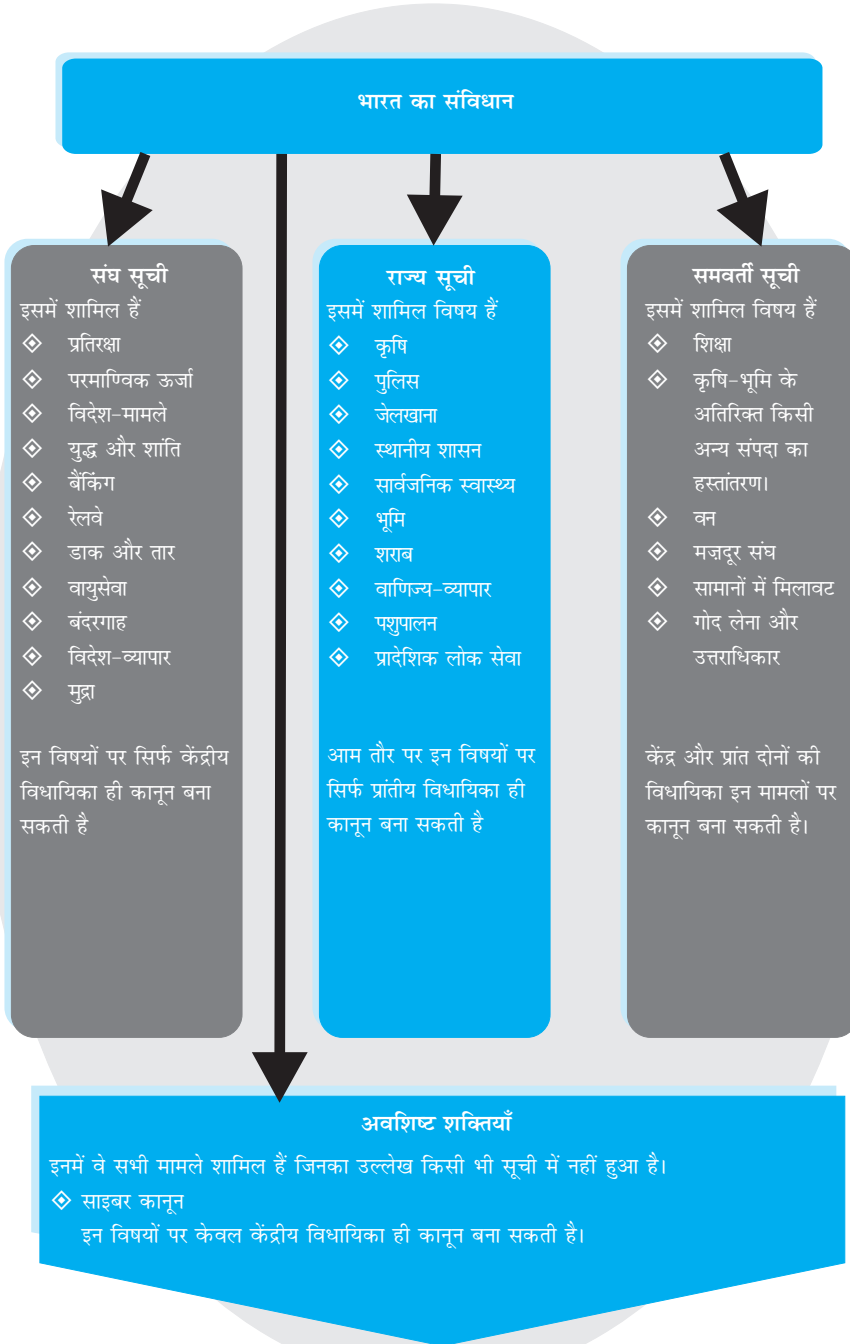 भारत का संविधान
संघ सूची
इसमें शामिल हैं
प्रतिरक्षा
परमाण्विक ऊर्जा
विदेश-मामले
युद्ध और शांति
बैंकिंग
रेलवे
डाक और तार
वायुसेवा
बंदरगाह
विदेश-व्यापार
मुद्रा
इन विषयों पर सिर्फ केंद्रीय
विधायिका ही कानून बना
सकती है
राज्य सूची
इसमें शामिल विषय हैं
कृषि
पुलिस
जेलखाना
स्थानीय शासन
सार्वजनिक स्वास्थ्य
भूमि
शराब
वाणिज्य-व्यापार
पशुपालन
प्रादेशिक लोक सेवा
आम तौर पर इन विषयों पर
सिर्फ प्रांतीय विधायिका ही
कानून बना सकती है
समवर्ती सूची
इसमें शामिल विषय हैं
शिक्षा
कृषि-भूमि के
अतिरिक्त किसी
अन्य संपदा का
हस्तांतरण।
वन
मज़दूर संघ
सामानों में मिलावट
गोद लेना और
उत्तराधिकार
केंद्र और प्रांत दोनों की
विधायिका इन मामलों पर
कानून बना सकती है।
अवशिष्ट शक्तियाँ
इनमें वे सभी मामले शामिल हैं जिनका उल्लेख किसी भी सूची में नहीं हुआ है।
साइबर कानून
इन विषयों पर केवल केंद्रीय विधायिका ही कानून बना सकती है।